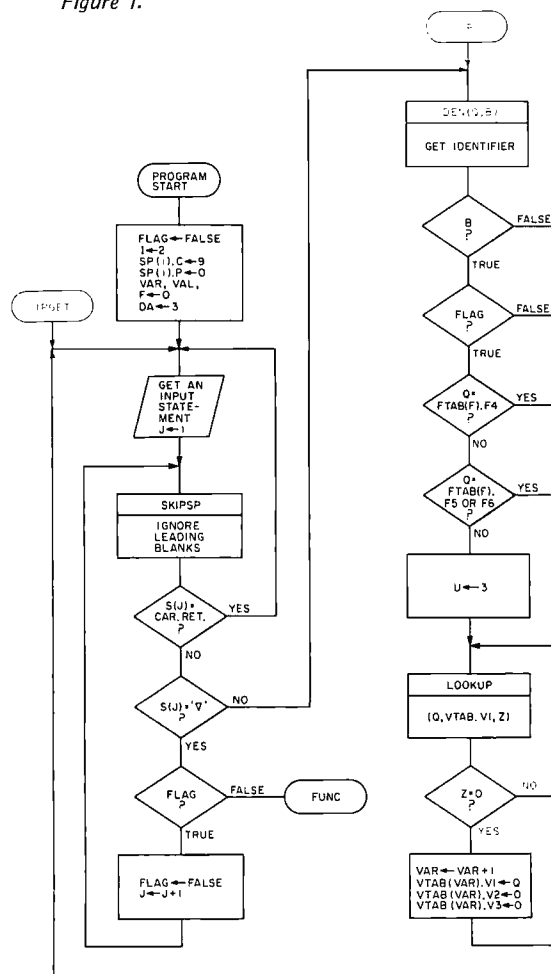 Figure 1.
PROGRAM
START
FLAG←FALSE
I←2
SP(I).C←9
SP(I).P←0
VAR, VAL,
F←0
DA←3
IPGET
GET AN
INPUT
STATE-
MENT
J←1
SKIPSP
IGNORE
LEADING
BLANKS
S(J)=
CAR.RET.
?
YES
NO
S(J)='∇'
?
NO
YES
FLAG
?
FALSE
FUNC
TRUE
FLAG←FALSE
J←J+1
GET IDENTIFIER
B
?
FALSE
TRUE
FLAG
?
FALSE
TRUE
Q=
FTAB(F).F4
?
YES
NO
Q=
FTAB(F).
F5 OR F6
?
YES
NO
U←3
LOOKUP
(Q,VTAB.V1,Z)
Z=0
?
NO
YES
VAR←VAR+1
VTAB(VAR).V1←Q
VTAB(VAR).V2←0
VTAB(VAR).V3←0